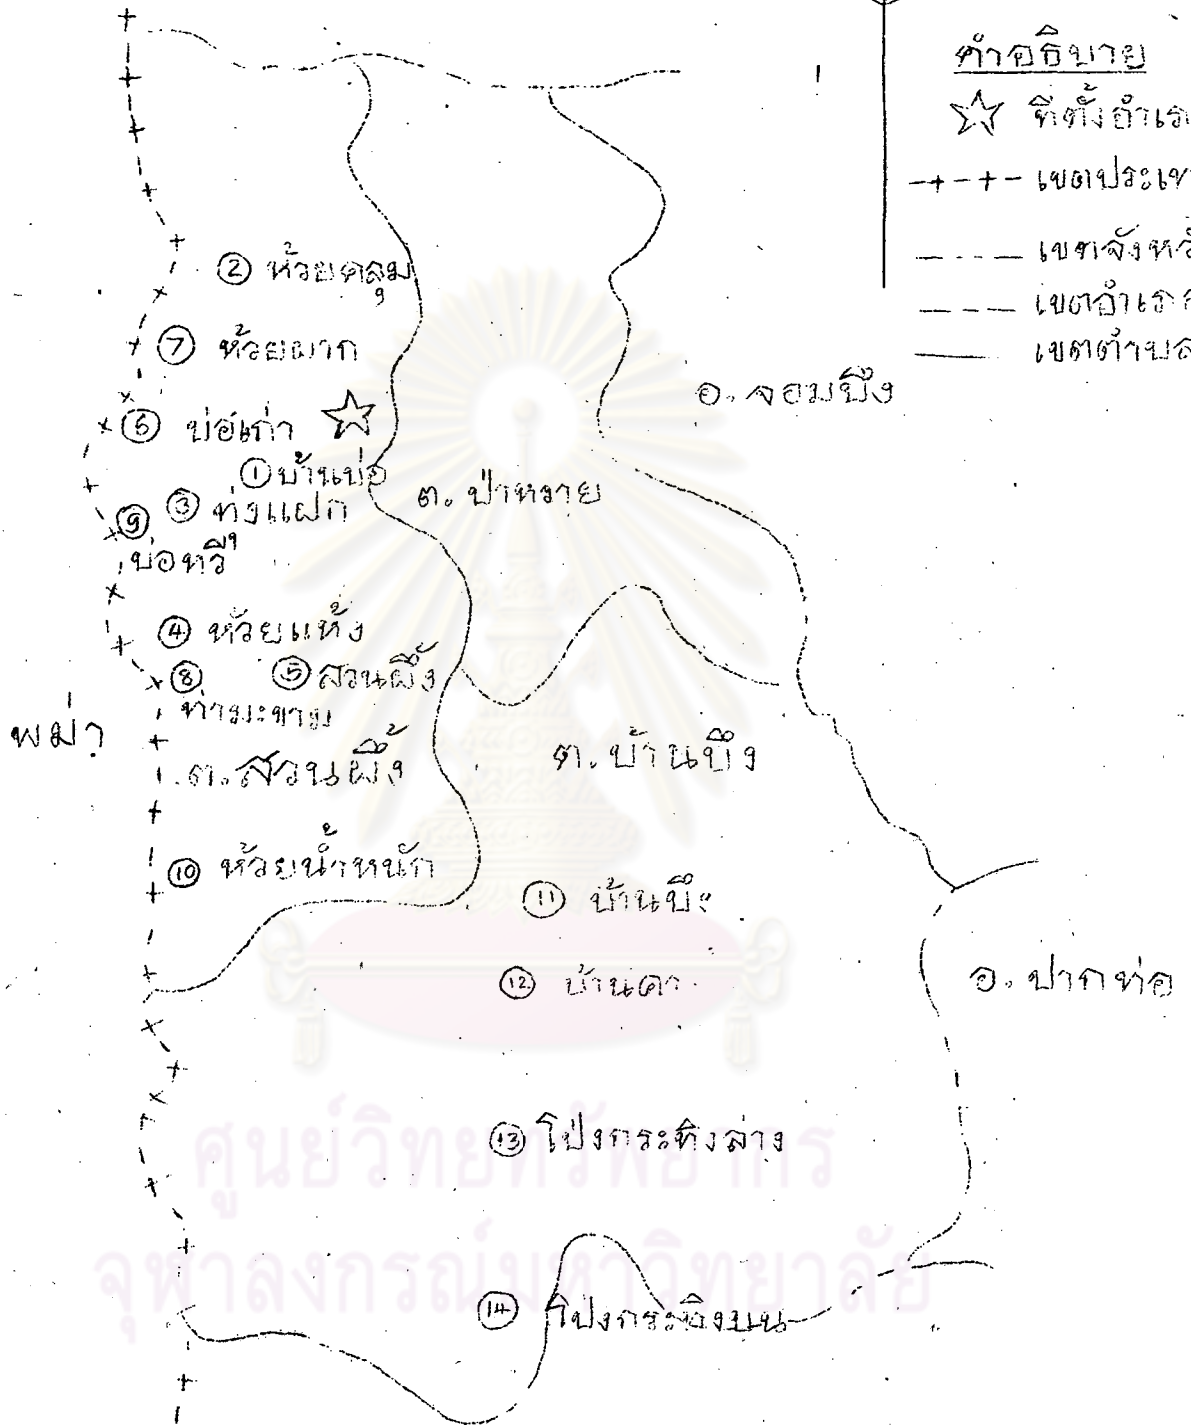 คำอธิบาย
ที่ตั้งอำเภ
เขตประเท
เขตจังหวั
เขตอำเภอ
เขตตำบล
② ห้วยคลุม
⑦ ห้วยผาก
อ. จอมบึง
⑥ บ่อเก่า
① บ้านบ่อ
ต. ป่าหวาย
③ ทุ่งแฝก
⑨
บ่อหวี
④ ห้วยแห้ง
⑧ ⑤ สวนผึ้ง
ท่ามะขาม
พม่า
ต. สวนผึ้ง
ต. บ้านบึง
⑩ ห้วยน้ำหนัก
⑪ บ้านบึง
⑫ บ้านคา
อ. ปากท่อ
⑬ โป่งกระทิงล่าง
ศูนย์วิทยทรัพยากร
จุฬาลงกรณ์มหาวิทยาลัย
⑭ โป่งกระทิงบน